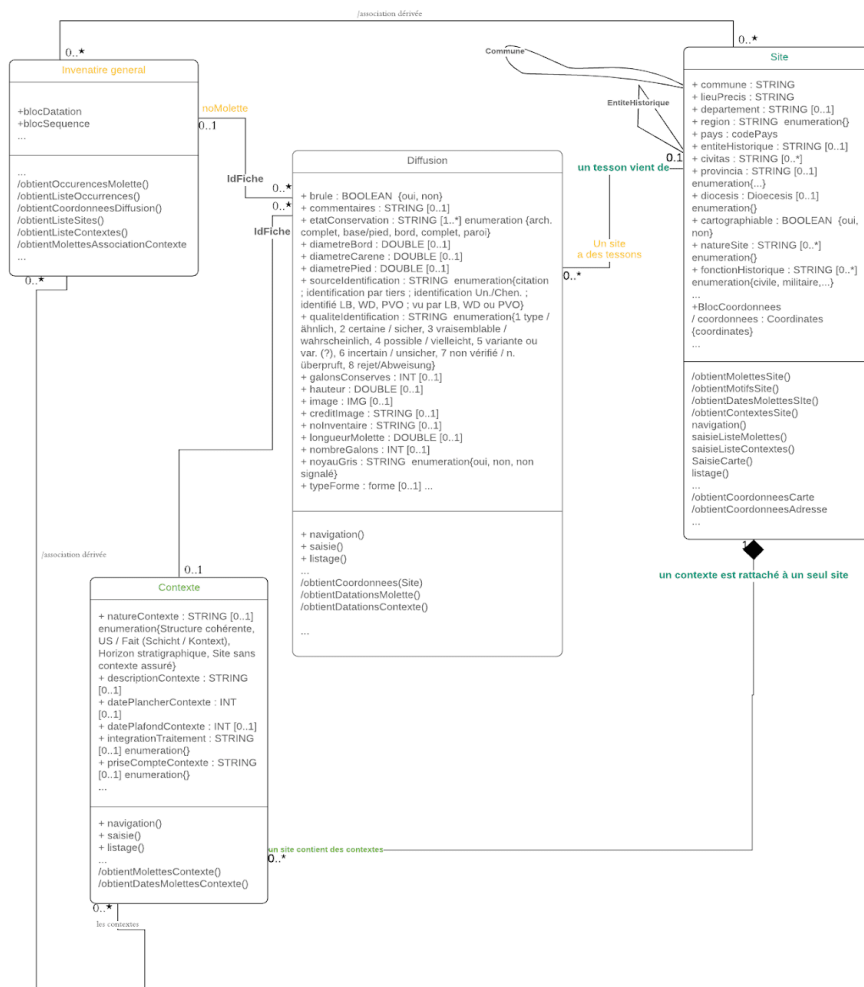 /association dérivée
0..*
0..*
Invenatire general
+blocDatation
+blocSequence
...
...
/obtientOccurencesMolette()
/obtientListeOccurrences()
/obtientCoordonneesDiffusion()
/obtientListeSites()
/obtientListeContextes()
/obtientMolettesAssociationContexte
...
0..*
noMolette
0..1
IdFiche
0..*
0..*
IdFiche
Diffusion
+ brule : BOOLEAN {oui, non}
+ commentaires : STRING [0..1]
+ etatConservation : STRING [1..*] enumeration {arch.
complet, base/pied, bord, complet, paroi}
+ diametreBord : DOUBLE [0..1]
+ diametreCarene : DOUBLE [0..1]
+ diametrePied : DOUBLE [0..1]
+ sourceIdentification : STRING enumeration{citation
; identification par tiers ; identification Un./Chen. ;
identifié LB, WD, PVO ; vu par LB, WD ou PVO}
+ qualiteIdentification : STRING enumeration{1 type /
ähnlich, 2 certaine / sicher, 3 vraisemblable /
wahrscheinlich, 4 possible / vielleicht, 5 variante ou
var. (?), 6 incertain / unsicher, 7 non vérifié / n.
überpruft, 8 rejet/Abweisung}
+ galonsConserves : INT [0..1]
+ hauteur : DOUBLE [0..1]
+ image : IMG [0..1]
+ creditImage : STRING [0..1]
+ noInventaire : STRING [0..1]
+ longueurMolette : DOUBLE [0..1]
+ nombreGalons : INT [0..1]
+ noyauGris : STRING enumeration{oui, non, non
signalé}
+ typeForme : forme [0..1] ...
+ navigation()
+ saisie()
+ listage()
...
/obtientCoordonnees(Site)
/obtientDatationsMolette()
/obtientDatationsContexte()
...
Commune
EntiteHistorique
0.1
un tesson vient de
Un site
a des tessons
0..*
Site
+ commune : STRING
+ lieuPrecis : STRING
+ departement : STRING [0..1]
+ region : STRING enumeration{}
+ pays : codePays
+ entiteHistorique : STRING [0..1]
+ civitas : STRING [0..*]
+ provincia : STRING [0..1]
enumeration{...}
+ diocesis : Dioecesis [0..1]
enumeration{}
+ cartographiable : BOOLEAN {oui,
non}
+ natureSite : STRING [0..*]
enumeration{}
+ fonctionHistorique : STRING [0..*]
enumeration{civile, militaire,...}
...
+BlocCoordonnees
/ coordonnees : Coordinates
{coordinates}
...
/obtientMolettesSite()
/obtientMotifsSite()
/obtientDatesMolettesSIte()
/obtientContextesSite()
navigation()
saisieListeMolettes()
saisieListeContextes()
SaisieCarte()
listage()
...
/obtientCoordonneesCarte
/obtientCoordonneesAdresse
...
1
un contexte est rattaché à un seul site
/association dérivée
0..1
Contexte
+ natureContexte : STRING [0..1]
enumeration{Structure cohérente,
US / Fait (Schicht / Kontext),
Horizon stratigraphique, Site sans
contexte assuré}
+ descriptionContexte : STRING
[0..1]
+ datePlancherContexte : INT
[0..1]
+ datePlafondContexte : INT [0..1]
+ integrationTraitement : STRING
[0..1] enumeration{}
+ priseCompteContexte : STRING
[0..1] enumeration{}
...
+ navigation()
+ saisie()
+ listage()
...
/obtientMolettesContexte()
/obtientDatesMolettesContexte()
un site contient des contextes
0..*
0..*
les contextes